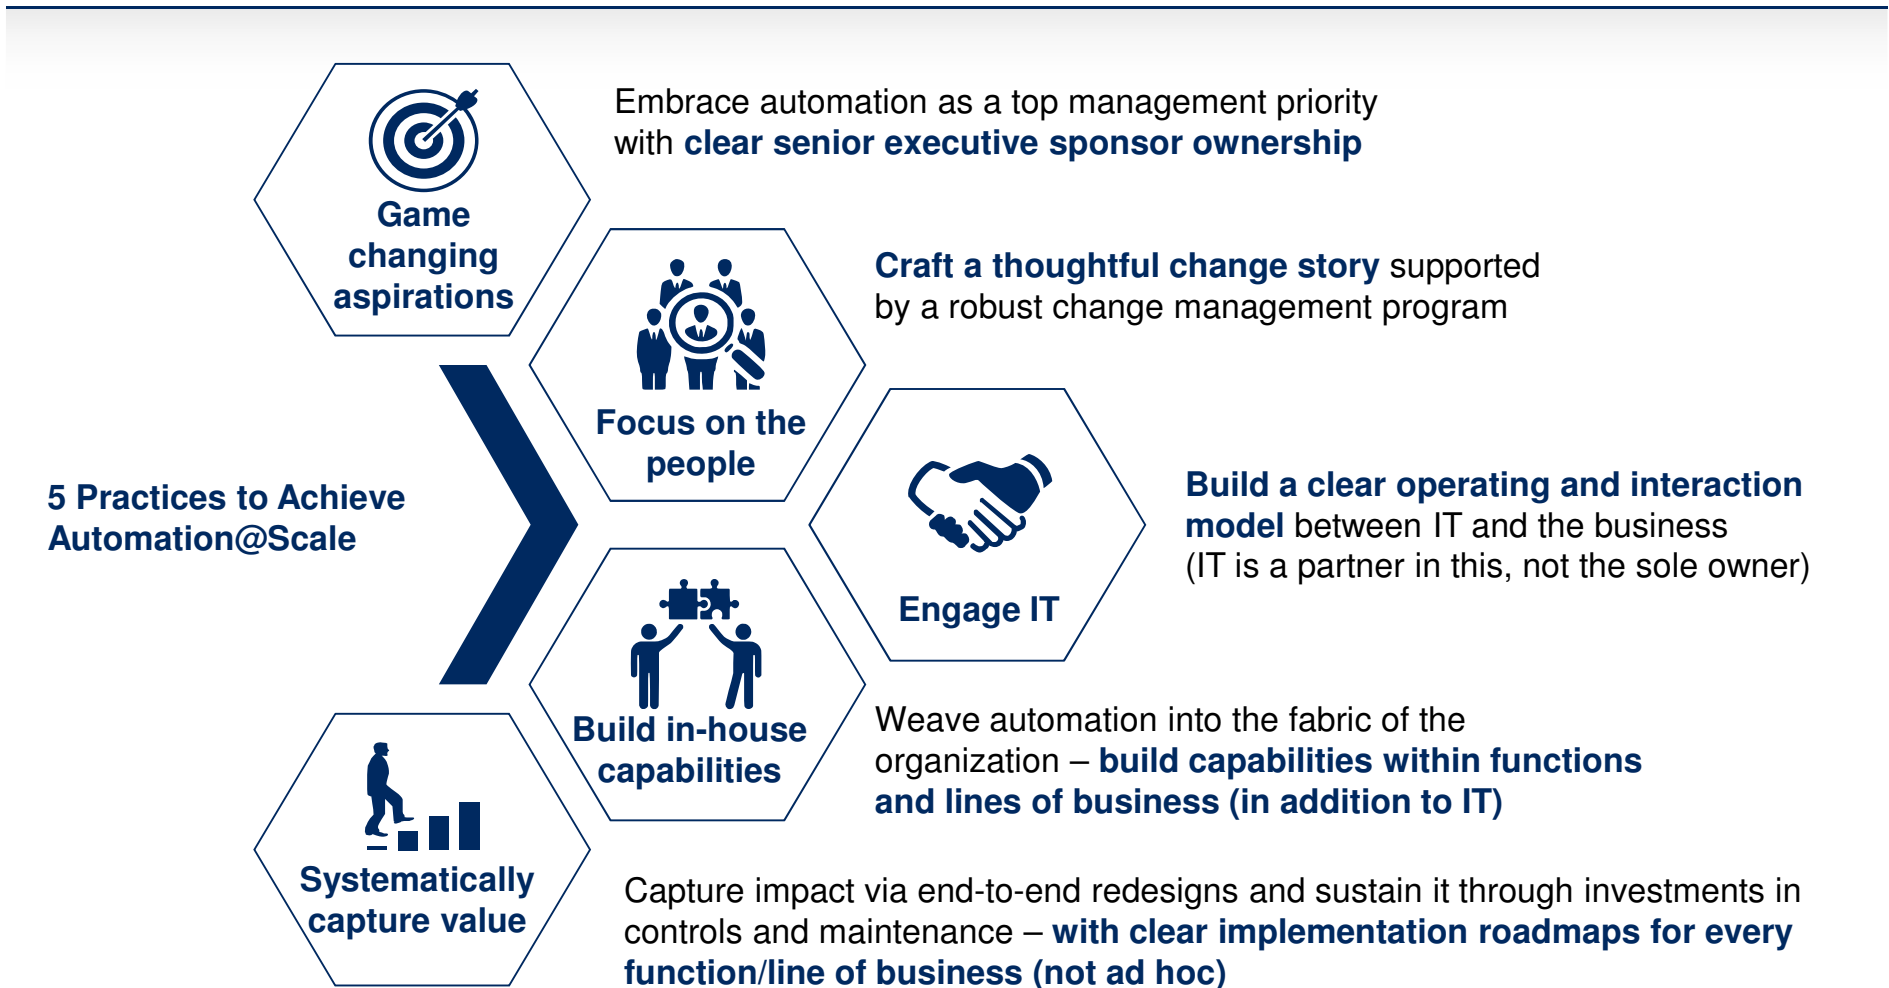 Game
changing
aspirations
Embrace automation as a top management priority
with clear senior executive sponsor ownership
Focus on the
people
Craft a thoughtful change story supported
by a robust change management program
5 Practices to Achieve
Automation@Scale
Engage IT
Build a clear operating and interaction
model between IT and the business
(IT is a partner in this, not the sole owner)
Build in-house
capabilities
Weave automation into the fabric of the
organization – build capabilities within functions
and lines of business (in addition to IT)
Systematically
capture value
Capture impact via end-to-end redesigns and sustain it through investments in
controls and maintenance – with clear implementation roadmaps for every
function/line of business (not ad hoc)